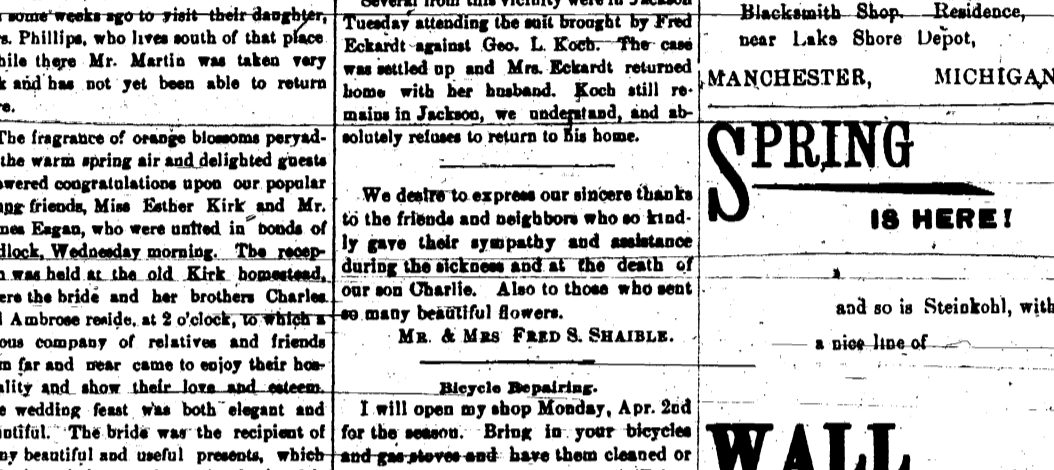 some weeks ago to visit their daughter,
Phillips, who lives south of that place
there Mr. Martin was taken very
and has not yet been able to return
The fragrance of orange blossoms
the warm spring air and delighted guests
congratulations upon our popular
friends, Miss Esther Kirk and Mr.
Eagan, who were united in bonds of
Wednesday morning. The recep-
was held at the old Kirk homestead,
the bride and her brothers Charles
Ambrose reside, at 2 o'clock, to which a
company of relatives and friends
far and near came to enjoy their hos-
and show their love and esteem.
wedding feast was both elegant and
The bride was the recipient of
beautiful and useful presents, which
Several from this vicinity were in Jackson
Tuesday attending the suit brought by Fred
Eckardt against Geo. L. Koch. The case
was settled up and Mrs. Eckardt returned
home with her husband. Koch still re-
mains in Jackson, we understand, and ab-
solutely refuses to return to his home.
We desire to express our sincere thanks
to the friends and neighbors who so kind-
ly gave their sympathy and assistance
during the sickness and at the death of
our son Charlie. Also to those who sent
so many beautiful flowers.
MR. & MRS FRED S. SHAIBLE.
Bicycle Repairing.
I will open my shop Monday, Apr. 2nd
for the season. Bring in your bicycles
and gas stoves and have them cleaned or
Blacksmith Shop. Residence,
near Lake Shore Depot,
MANCHESTER, MICHIGAN
SPRING
IS HERE!
and so is Steinkohl, with
a nice line of
WALL